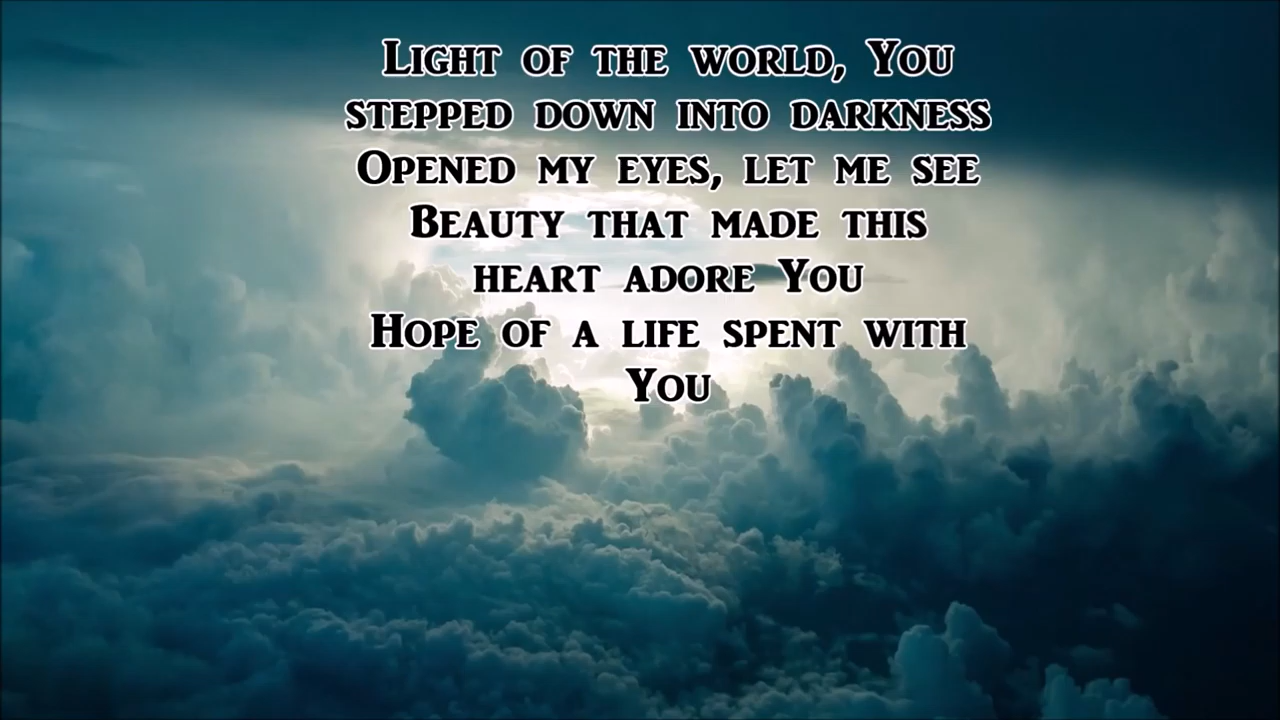 Light of the world, You
stepped down into darkness
Opened my eyes, let me see
Beauty that made this
heart adore You
Hope of a life spent with
You